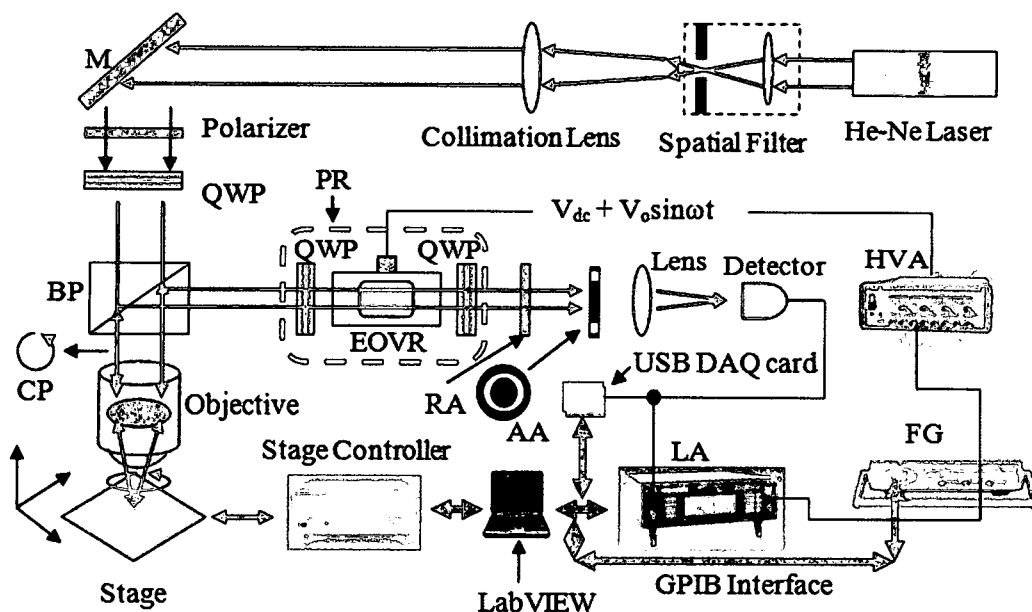 M
Polarizer
QWP
Collimation Lens
Spatial Filter
He-Ne Laser
PR
V_dc + V_o sinωt
QWP
QWP
Lens
Detector
HVA
BP
EOVR
CP
Objective
RA
AA
USB DAQ card
Stage Controller
LA
FG
Stage
LabVIEW
GPIB Interface